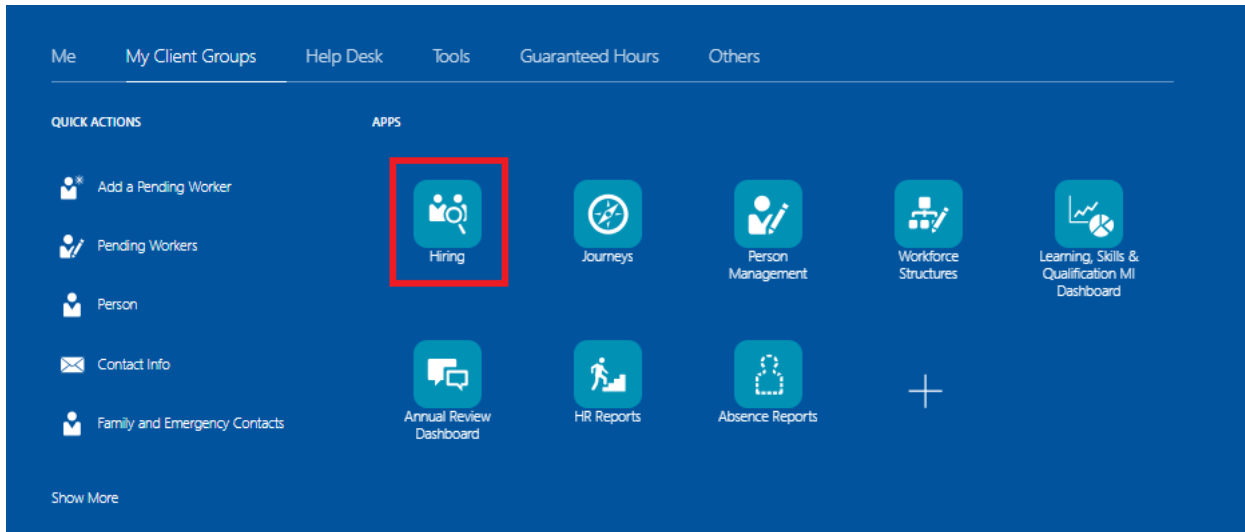 Me My Client Groups Help Desk Tools Guaranteed Hours Others
QUICK ACTIONS
Add a Pending Worker
Pending Workers
Person
Contact Info
Family and Emergency Contacts
Show More
APPS
Hiring
Journeys
Person
Management
Workforce
Structures
Learning, Skills &
Qualification MI
Dashboard
Annual Review
Dashboard
HR Reports
Absence Reports